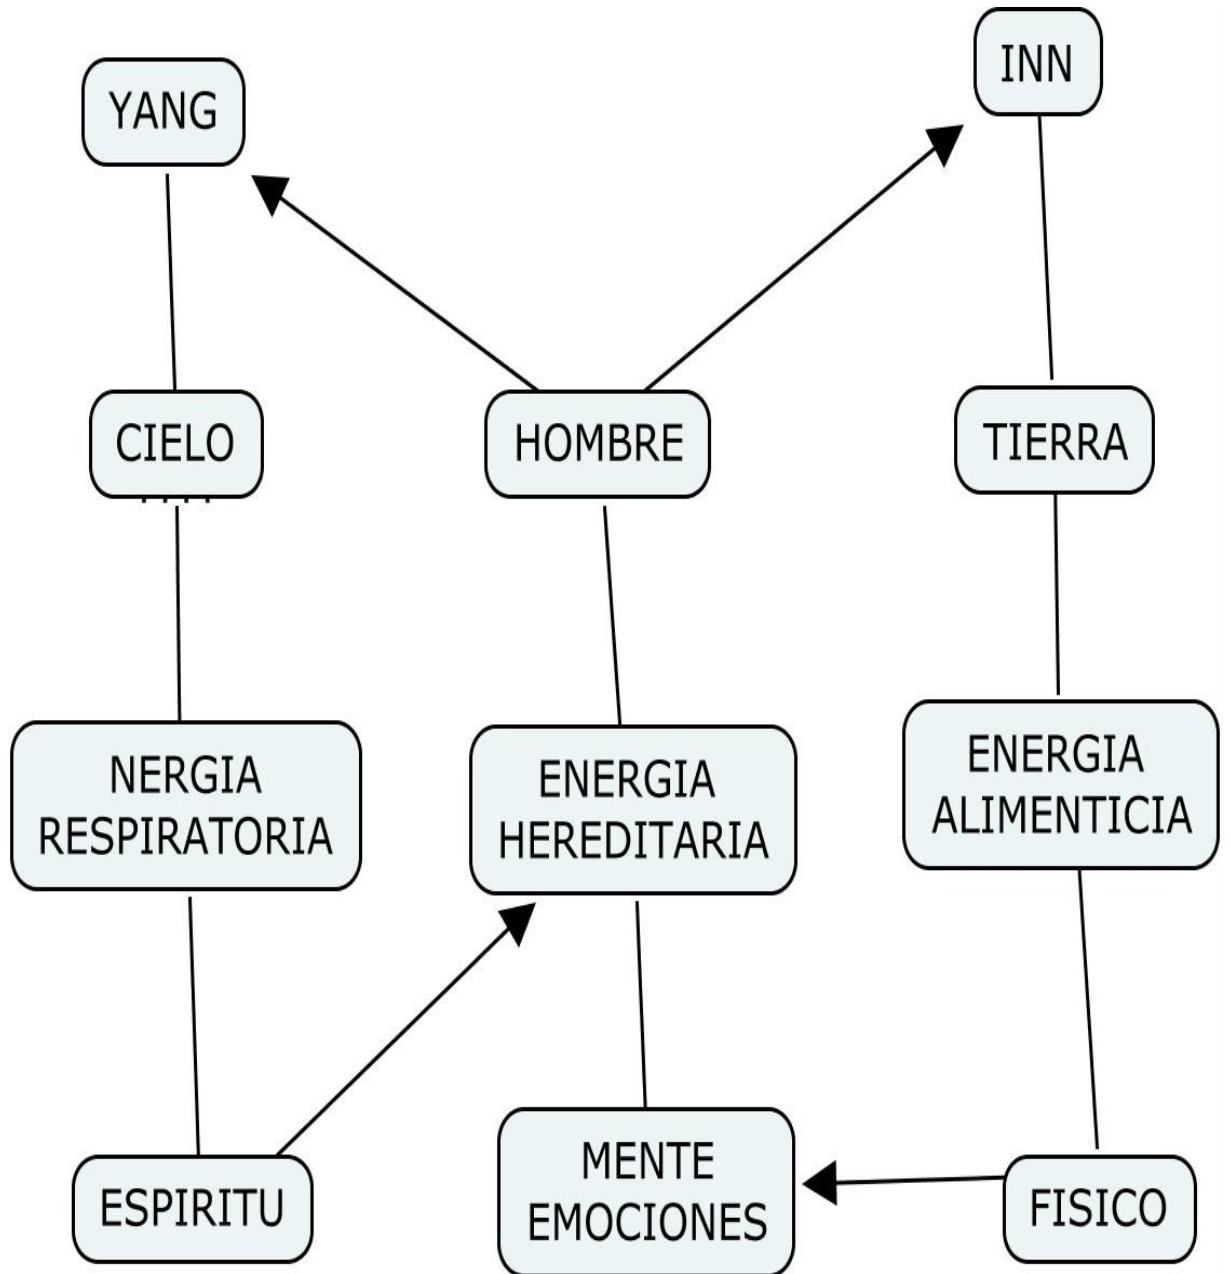 INN
YANG
CIELO
HOMBRE
TIERRA
NERGIA
RESPIRATORIA
ENERGIA
HEREDITARIA
ENERGIA
ALIMENTICIA
ESPIRITU
MENTE
EMOCIONES
FISICO